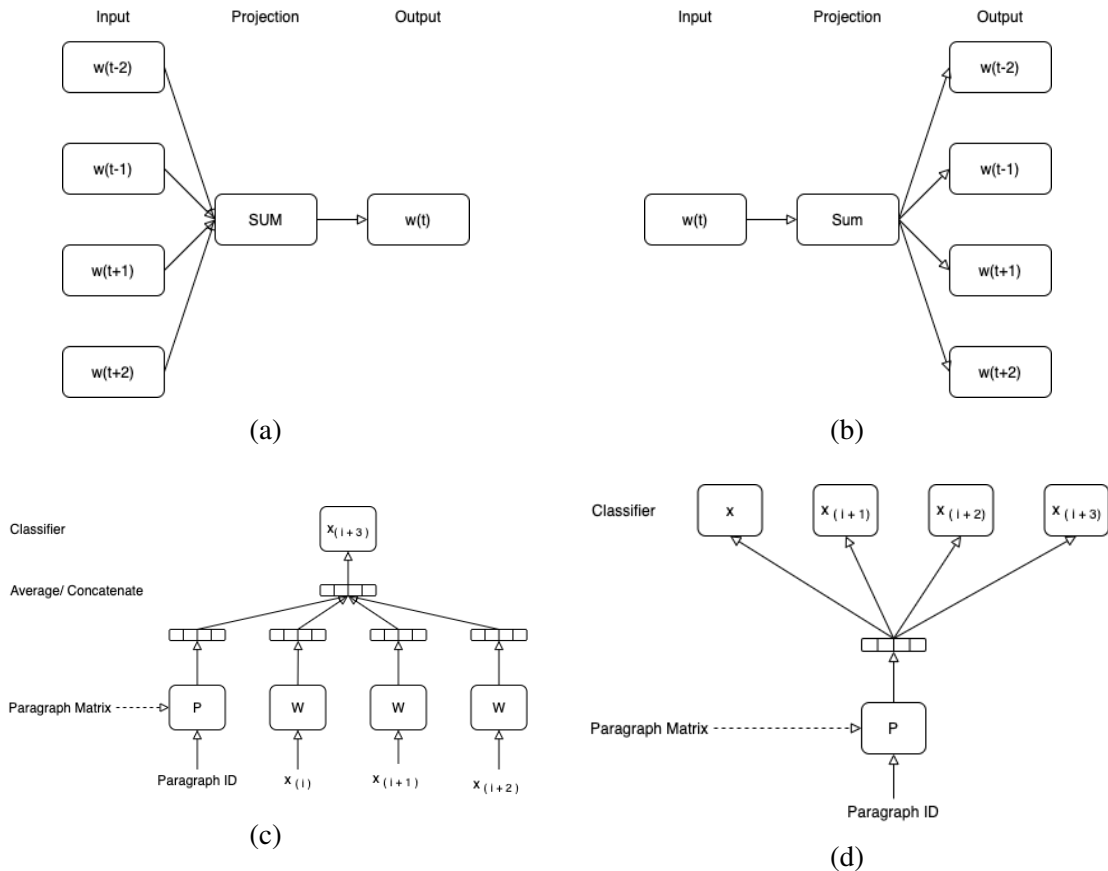 Input Projection Output
w(t-2)
w(t-1)
SUM w(t)
w(t+1)
w(t+2)
(a)
Input Projection Output
w(t-2)
w(t-1)
w(t) Sum
w(t+1)
w(t+2)
(b)
Classifier x ( i + 3 )
Average/ Concatenate
Paragraph Matrix P W W W
Paragraph ID x ( i ) x ( i + 1 ) x ( i + 2 )
(c)
Classifier x x ( i + 1) x ( i + 2) x ( i + 3)
Paragraph Matrix P
Paragraph ID
(d)